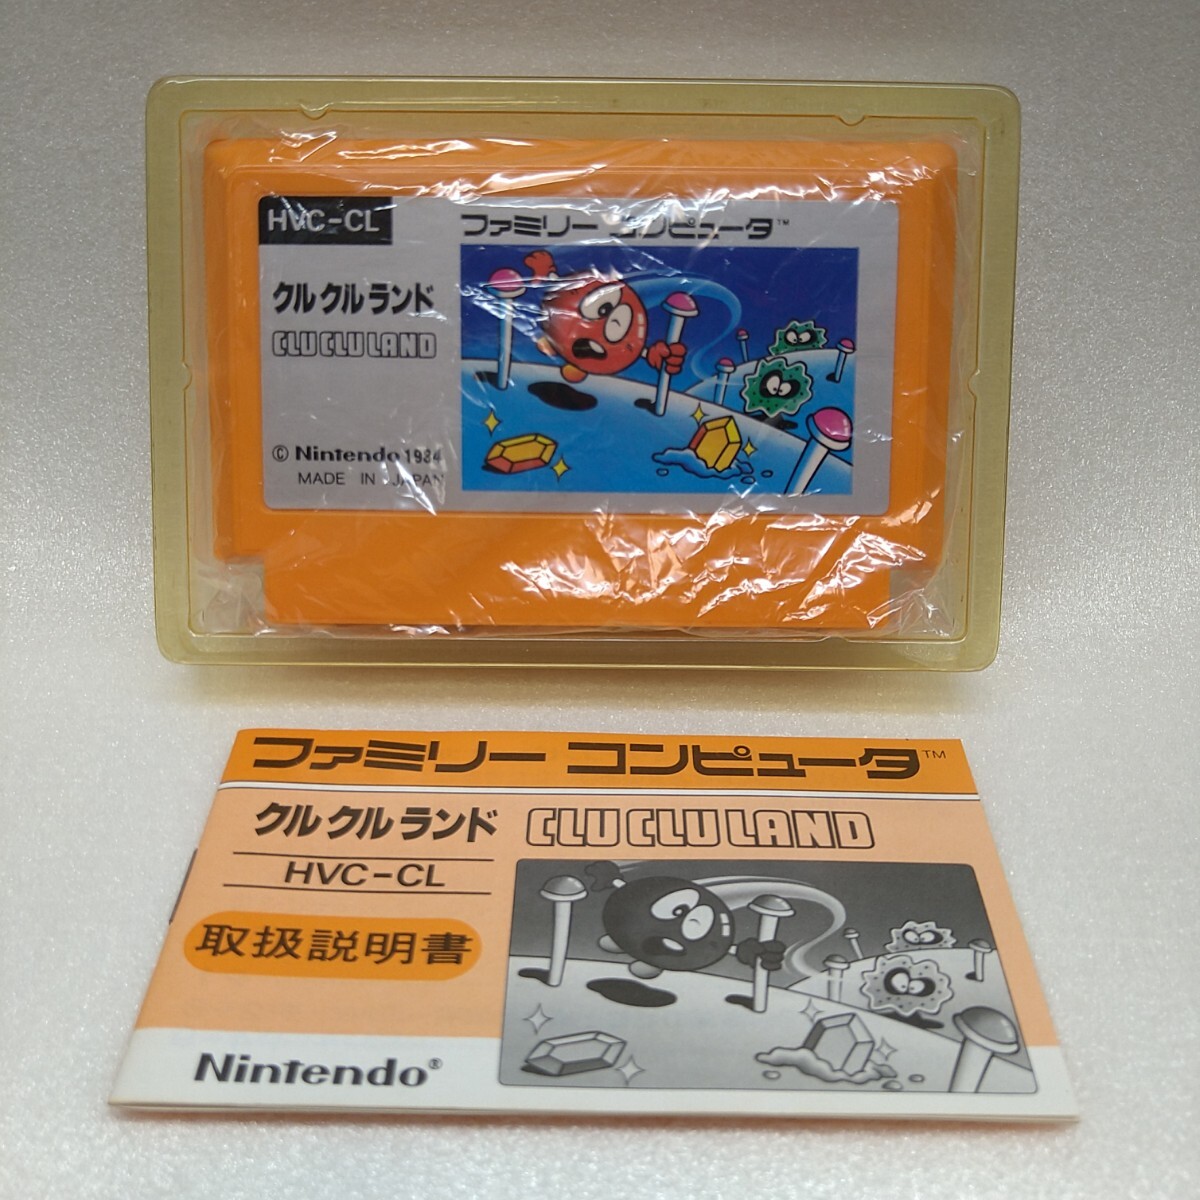 HVC-CL
ファミリー コンピュータ™
クルクルランド
CLU CLU LAND
© Nintendo 1984
MADE IN JAPAN
ファミリー コンピュータ™
クルクルランド CLU CLU LAND
HVC-CL
取扱説明書
Nintendo®